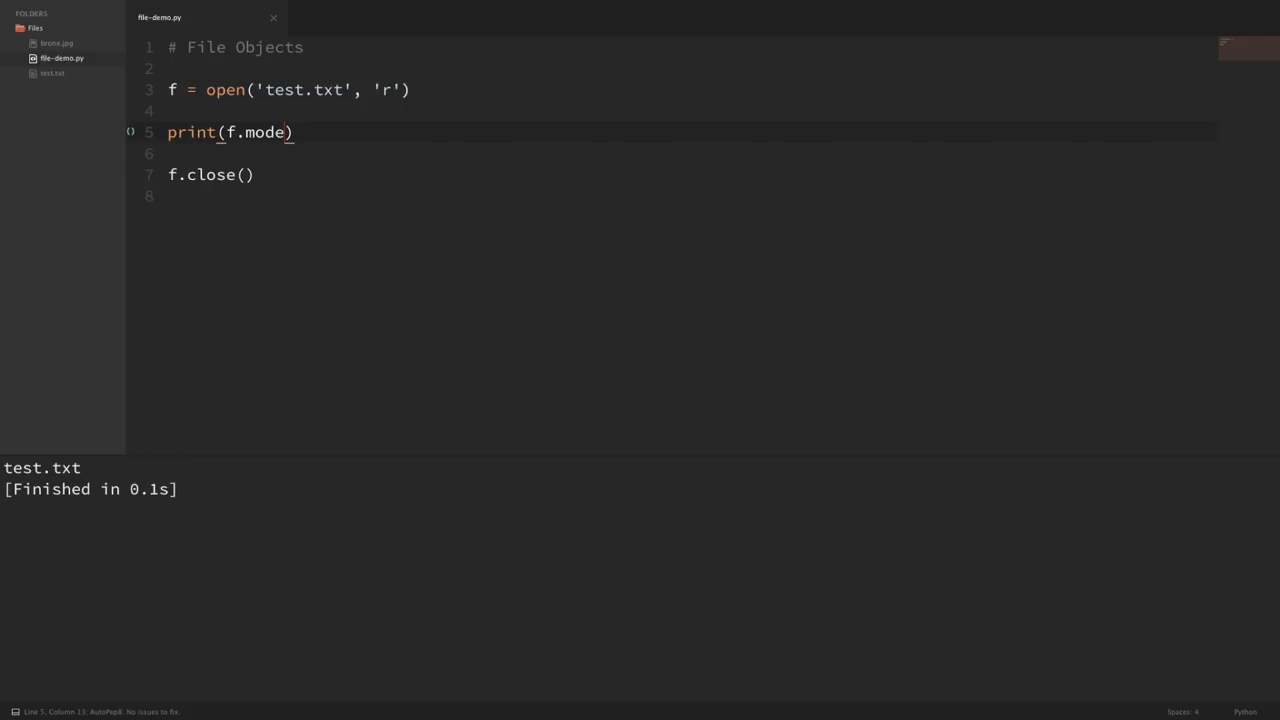 FOLDERS
Files
bronx.jpg
file-demo.py
test.txt
file-demo.py
1 # File Objects
2
3 f = open('test.txt', 'r')
4
5 print(f.mode)
6
7 f.close()
8
test.txt
[Finished in 0.1s]
Line 5, Column 13; AutoPep8: No issues to fix.
Spaces: 4
Python